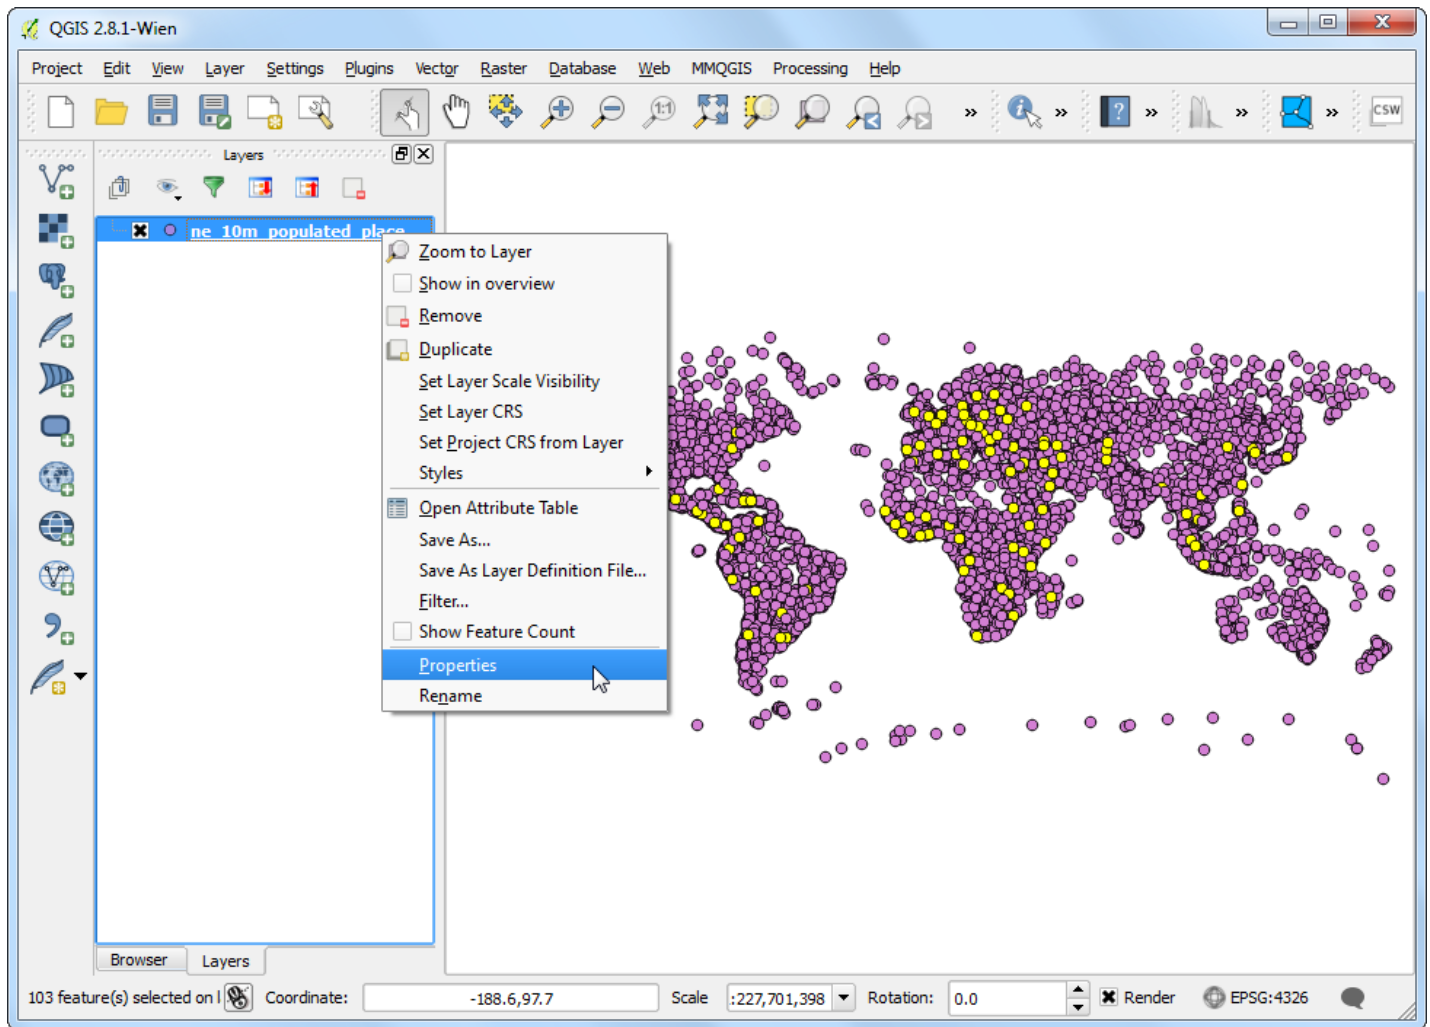 QGIS 2.8.1-Wien
Project Edit View Layer Settings Plugins Vector Raster Database Web MMQGIS Processing Help
1:1
?
CSW
Layers
ne_10m_populated_place
Zoom to Layer
Show in overview
Remove
Duplicate
Set Layer Scale Visibility
Set Layer CRS
Set Project CRS from Layer
Styles
Open Attribute Table
Save As...
Save As Layer Definition File...
Filter...
Show Feature Count
Properties
Rename
Browser Layers
103 feature(s) selected on l Coordinate: -188.6,97.7 Scale :227,701,398 Rotation: 0.0 Render EPSG:4326